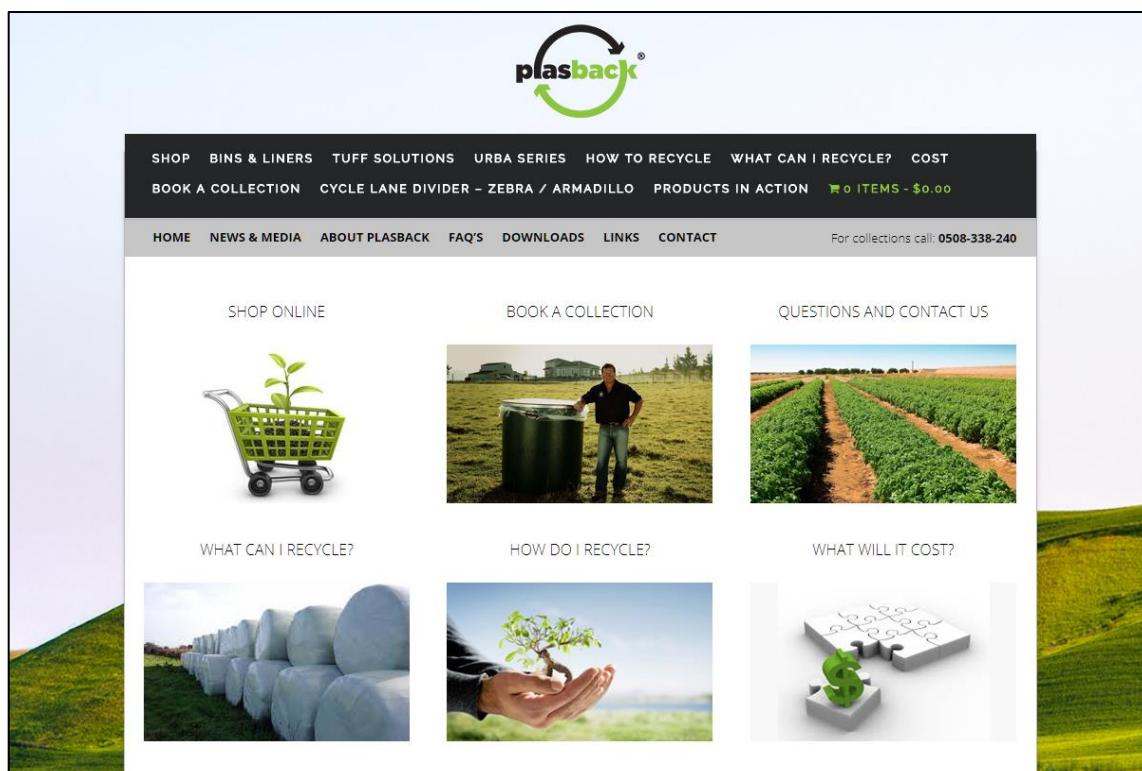 plasback®
SHOP BINS & LINERS TUFF SOLUTIONS URBA SERIES HOW TO RECYCLE WHAT CAN I RECYCLE? COST
BOOK A COLLECTION CYCLE LANE DIVIDER – ZEBRA / ARMADILLO PRODUCTS IN ACTION 0 ITEMS - $0.00
HOME NEWS & MEDIA ABOUT PLASBACK FAQ'S DOWNLOADS LINKS CONTACT For collections call: 0508-338-240
SHOP ONLINE BOOK A COLLECTION QUESTIONS AND CONTACT US
WHAT CAN I RECYCLE? HOW DO I RECYCLE? WHAT WILL IT COST?
$